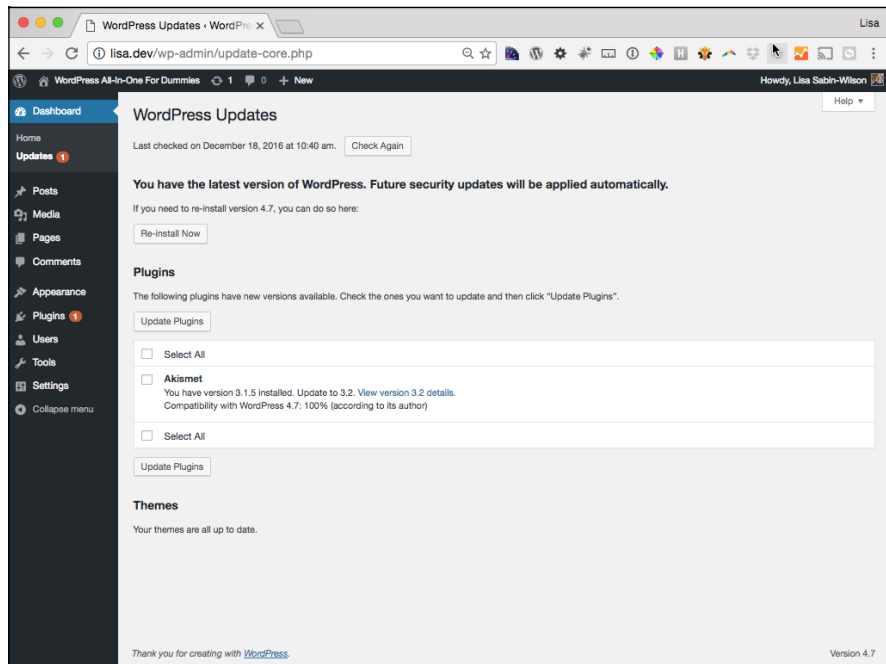 WordPress Updates ‹ WordPre
Lisa
lisa.dev/wp-admin/update-core.php
WordPress All-In-One For Dummies 1 0 + New
Howdy, Lisa Sabin-Wilson
Dashboard
Home
Updates 1
Posts
Media
Pages
Comments
Appearance
Plugins 1
Users
Tools
Settings
Collapse menu
Help
WordPress Updates
Last checked on December 18, 2016 at 10:40 am. Check Again
You have the latest version of WordPress. Future security updates will be applied automatically.
If you need to re-install version 4.7, you can do so here:
Re-install Now
Plugins
The following plugins have new versions available. Check the ones you want to update and then click “Update Plugins”.
Update Plugins
Select All
Akismet
You have version 3.1.5 installed. Update to 3.2. View version 3.2 details.
Compatibility with WordPress 4.7: 100% (according to its author)
Select All
Update Plugins
Themes
Your themes are all up to date.
Thank you for creating with WordPress.
Version 4.7